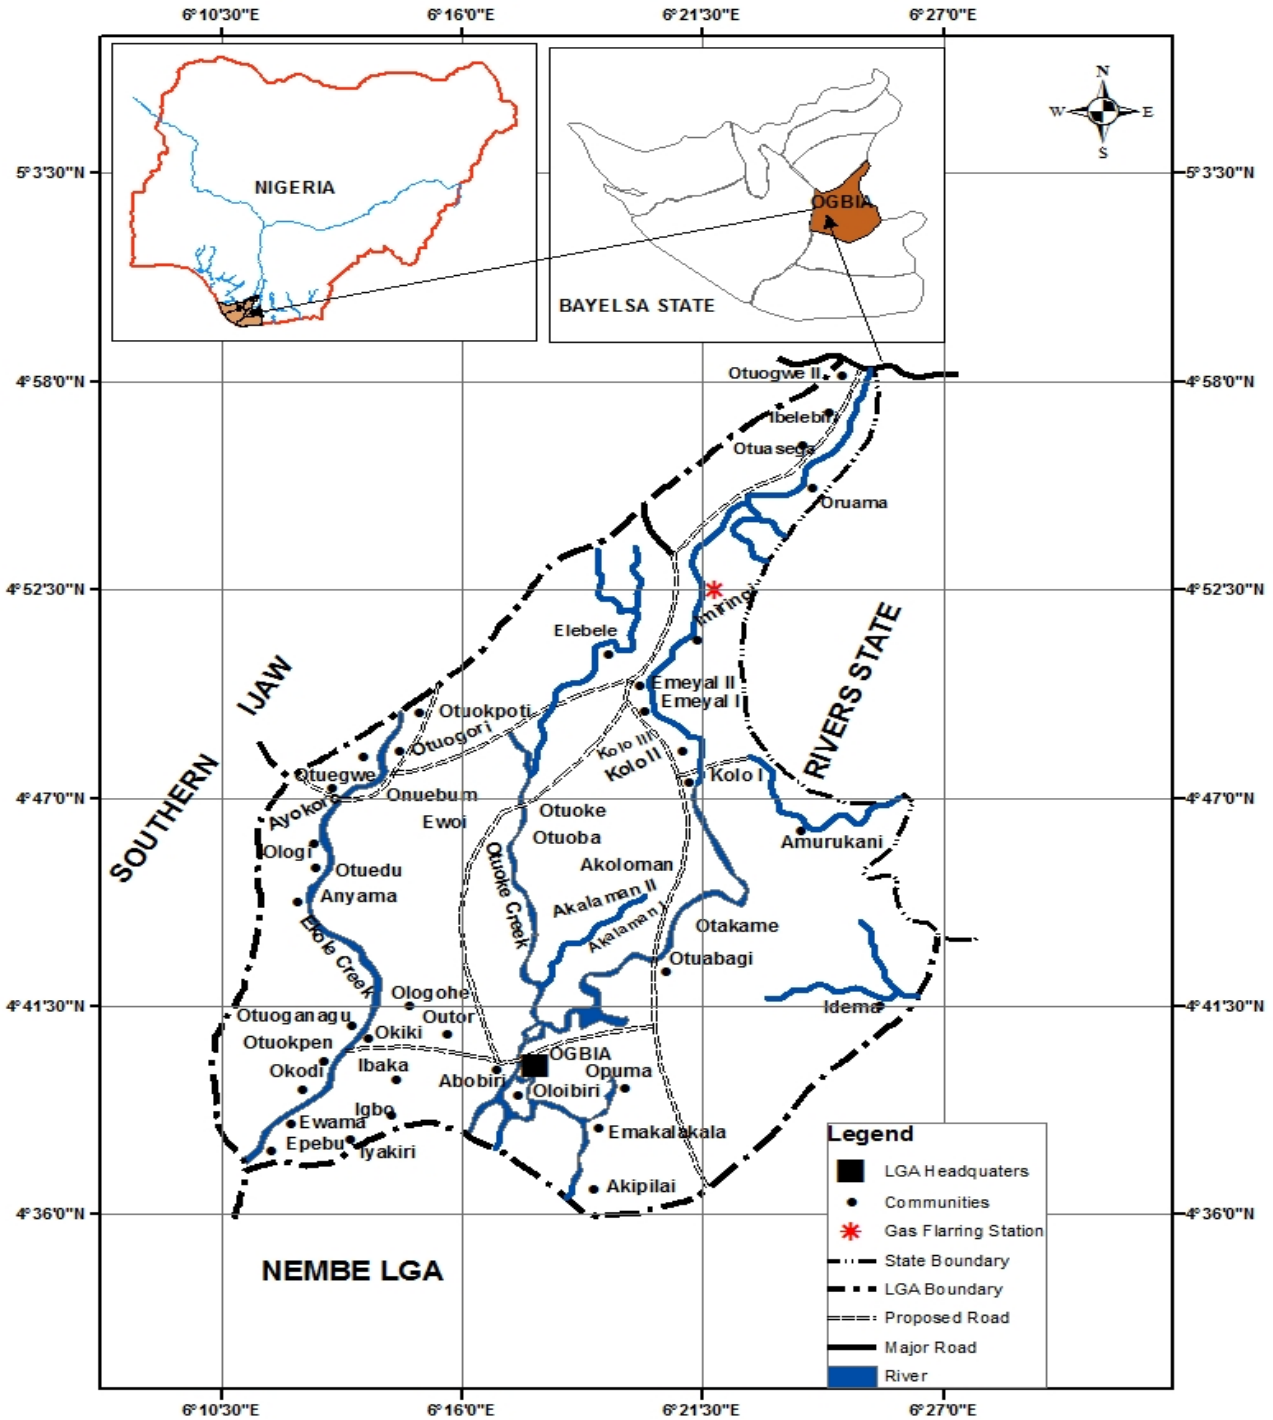 6°10'30"E 6°16'0"E 6°21'30"E 6°27'0"E
N
W E
S
5°3'30"N 5°3'30"N
NIGERIA
OGBIA
BAYELSA STATE
4°58'0"N 4°58'0"N
Otuogwe II
Ibelebiri
Otuasega
Oruama
4°52'30"N 4°52'30"N
Imiringi
Elebele
RIVERS STATE
IJAW
SOUTHERN
Emeyal II
Emeyal I
Otuokpoti
Otuogori
Kolo III
Kolo II
Kolo I
Otuegwe
Onuebum
4°47'0"N 4°47'0"N
Ayokoro
Ewoi
Otuoke
Otuoba
Amurukani
Ologi
Otuedu
Akoloman
Anyama
Otuoke Creek
Akalaman II
Akalaman I
Otakame
Ekole Creek
Otuabagi
Ologohe
4°41'30"N 4°41'30"N
Idema
Otuoganagu
Outor
Okiki
Otuokpen
OGBIA
Ibaka
Okodi
Abobiri
Opuma
Oloibiri
Igbo
Ewama
Emakalakala
Epebu
Iyakiri
Akipilai
4°36'0"N 4°36'0"N
NEMBE LGA
Legend
LGA Headquaters
Communities
Gas Flarring Station
State Boundary
LGA Boundary
Proposed Road
Major Road
River
6°10'30"E 6°16'0"E 6°21'30"E 6°27'0"E